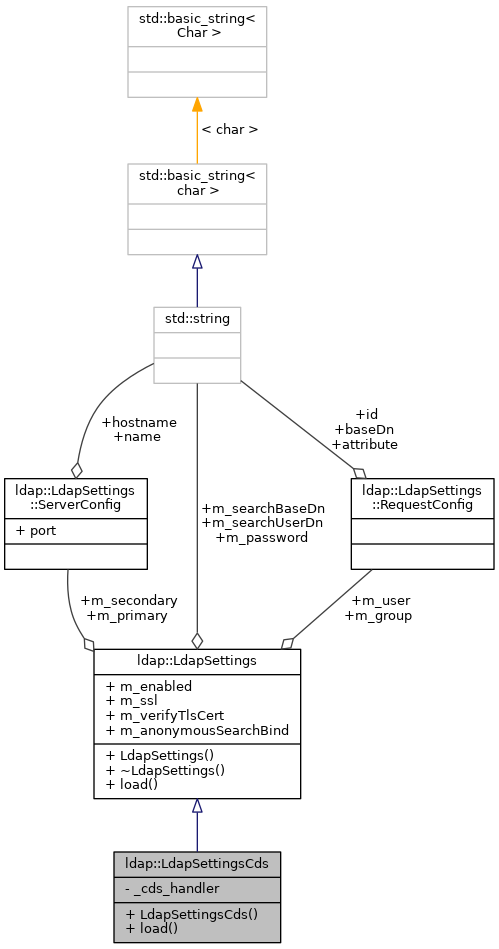 std::basic_string<
Char >
< char >
std::basic_string<
char >
std::string
+hostname
+name
+id
+baseDn
+attribute
ldap::LdapSettings
::ServerConfig
+ port
+m_searchBaseDn
+m_searchUserDn
+m_password
ldap::LdapSettings
::RequestConfig
+m_secondary
+m_primary
+m_user
+m_group
ldap::LdapSettings
+ m_enabled
+ m_ssl
+ m_verifyTlsCert
+ m_anonymousSearchBind
+ LdapSettings()
+ ~LdapSettings()
+ load()
ldap::LdapSettingsCds
- _cds_handler
+ LdapSettingsCds()
+ load()